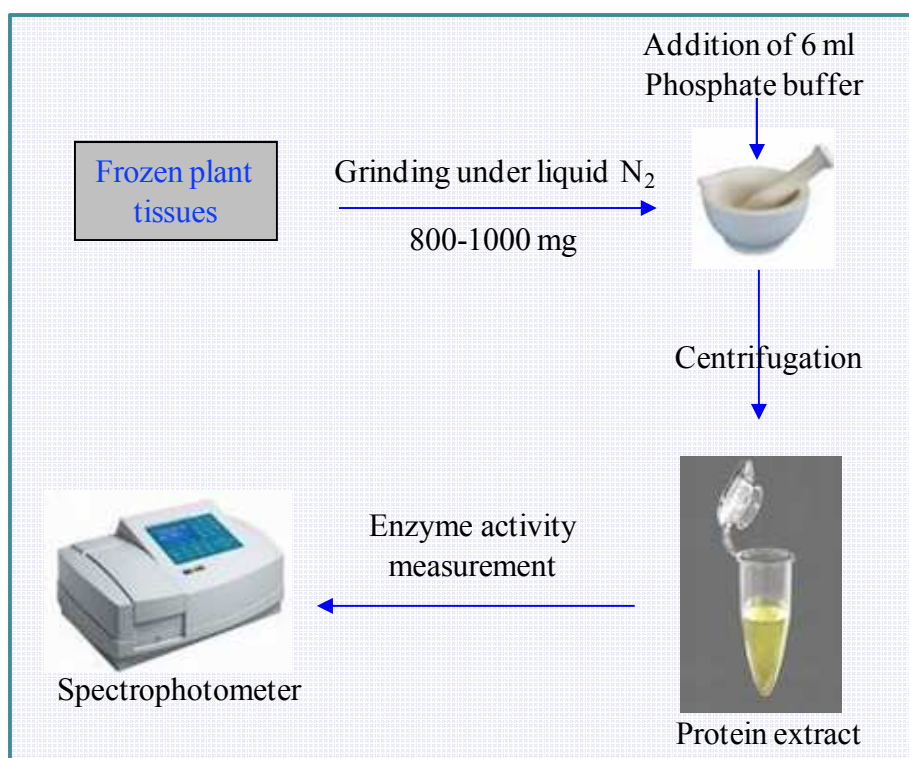 Addition of 6 ml
Phosphate buffer
Frozen plant
tissues
Grinding under liquid N₂
800-1000 mg
Centrifugation
Enzyme activity
measurement
Spectrophotometer
Protein extract